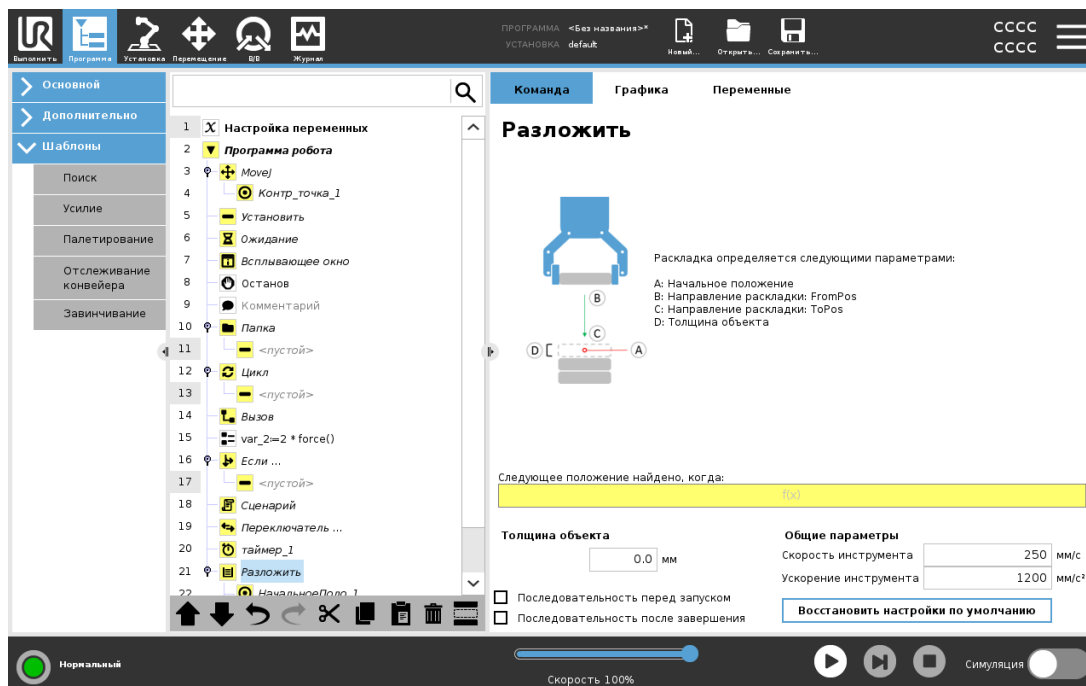 ПРОГРАММА <Без названия>*
УСТАНОВКА default
CCCC
CCCC
Выполнить Программа Установка Перемещение В/В Журнал
Новый... Открыть... Сохранить...
Основной
Дополнительно
Шаблоны
Поиск
Усилие
Палетирование
Отслеживание
конвейера
Завинчивание
1 X Настройка переменных
2 Программа робота
3 MoveJ
4 Контр_точка_1
5 Установить
6 Ожидание
7 Всплывающее окно
8 Останов
9 Комментарий
10 Папка
11 <пустой>
12 Цикл
13 <пустой>
14 Вызов
15 var_2≔2 * force()
16 Если ...
17 <пустой>
18 Сценарий
19 Переключатель ...
20 таймер_1
21 Разложить
22 НачальноеПоло_1
Команда Графика Переменные
Разложить
B
C
D
A
Раскладка определяется следующими параметрами:
A: Начальное положение
B: Направление раскладки: FromPos
C: Направление раскладки: ToPos
D: Толщина объекта
Следующее положение найдено, когда:
f(x)
Толщина объекта
0.0 мм
Общие параметры
Скорость инструмента 250 мм/с
Ускорение инструмента 1200 мм/с²
Последовательность перед запуском
Последовательность после завершения
Восстановить настройки по умолчанию
Нормальный
Скорость 100%
Симуляция